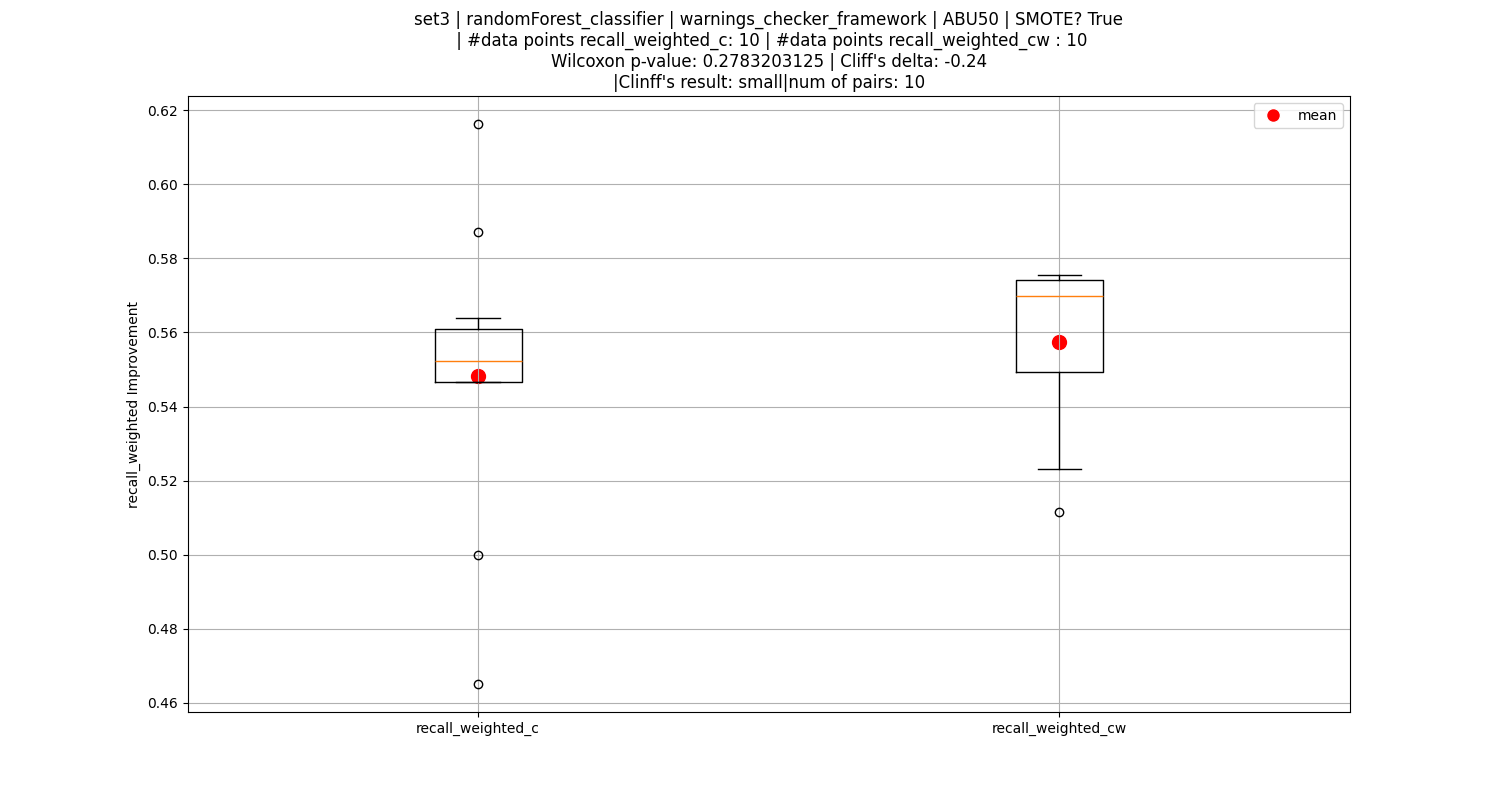 set3 | randomForest_classifier | warnings_checker_framework | ABU50 | SMOTE? True
| #data points recall_weighted_c: 10 | #data points recall_weighted_cw : 10
Wilcoxon p-value: 0.2783203125 | Cliff's delta: -0.24
|Clinff's result: small|num of pairs: 10
mean
recall_weighted Improvement
0.62
0.60
0.58
0.56
0.54
0.52
0.50
0.48
0.46
recall_weighted_c
recall_weighted_cw